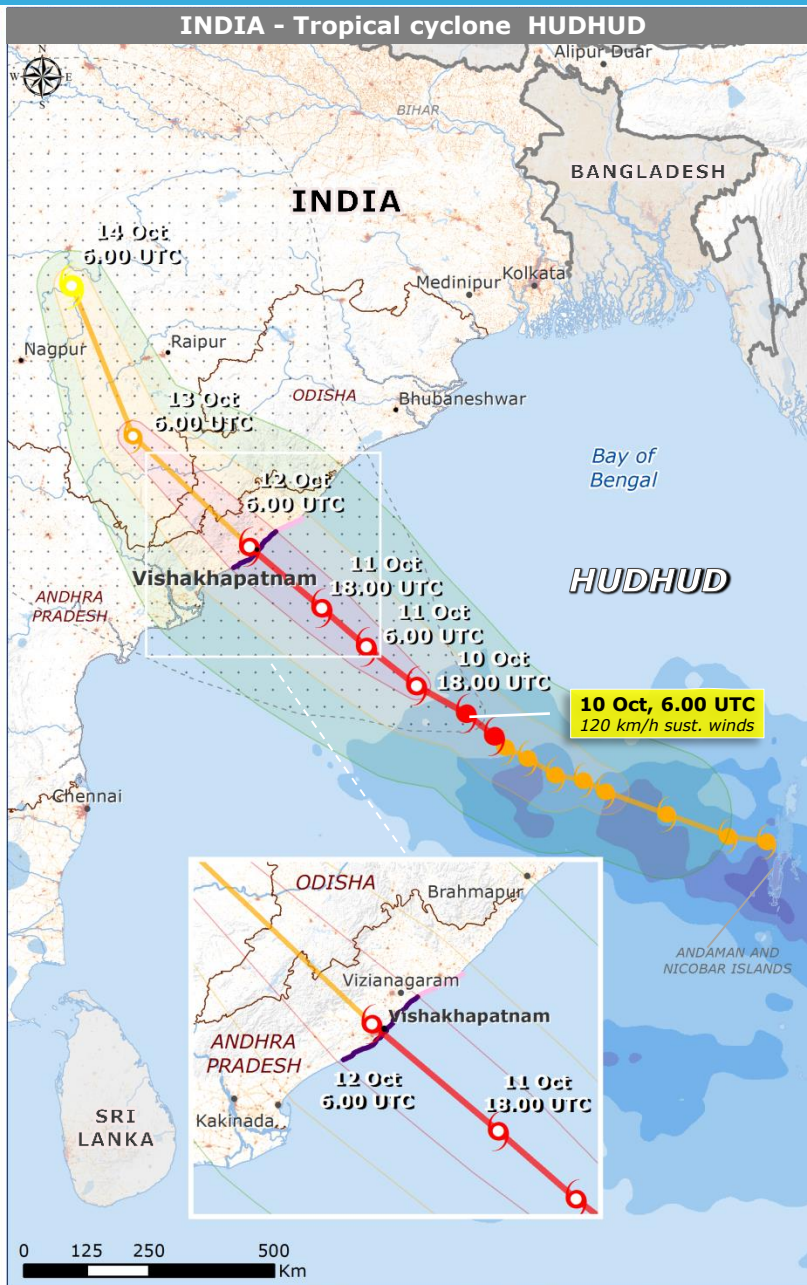 INDIA - Tropical cyclone HUDHUD
N
W
E
S
Alipur Duar
BIHAR
BANGLADESH
INDIA
14 Oct
6.00 UTC
Medinipur
Kolkata
Nagpur
Raipur
13 Oct
6.00 UTC
ODISHA
Bhubaneshwar
Bay of
Bengal
12 Oct
6.00 UTC
Vishakhapatnam
11 Oct
18.00 UTC
HUDHUD
ANDHRA
PRADESH
11 Oct
6.00 UTC
10 Oct
18.00 UTC
10 Oct, 6.00 UTC
120 km/h sust. winds
Chennai
ODISHA
Brahmapur
ANDAMAN AND
NICOBAR ISLANDS
Vizianagaram
Vishakhapatnam
ANDHRA
PRADESH
12 Oct
6.00 UTC
11 Oct
18.00 UTC
Kakinada
SRI
LANKA
0 125 250 500
Km